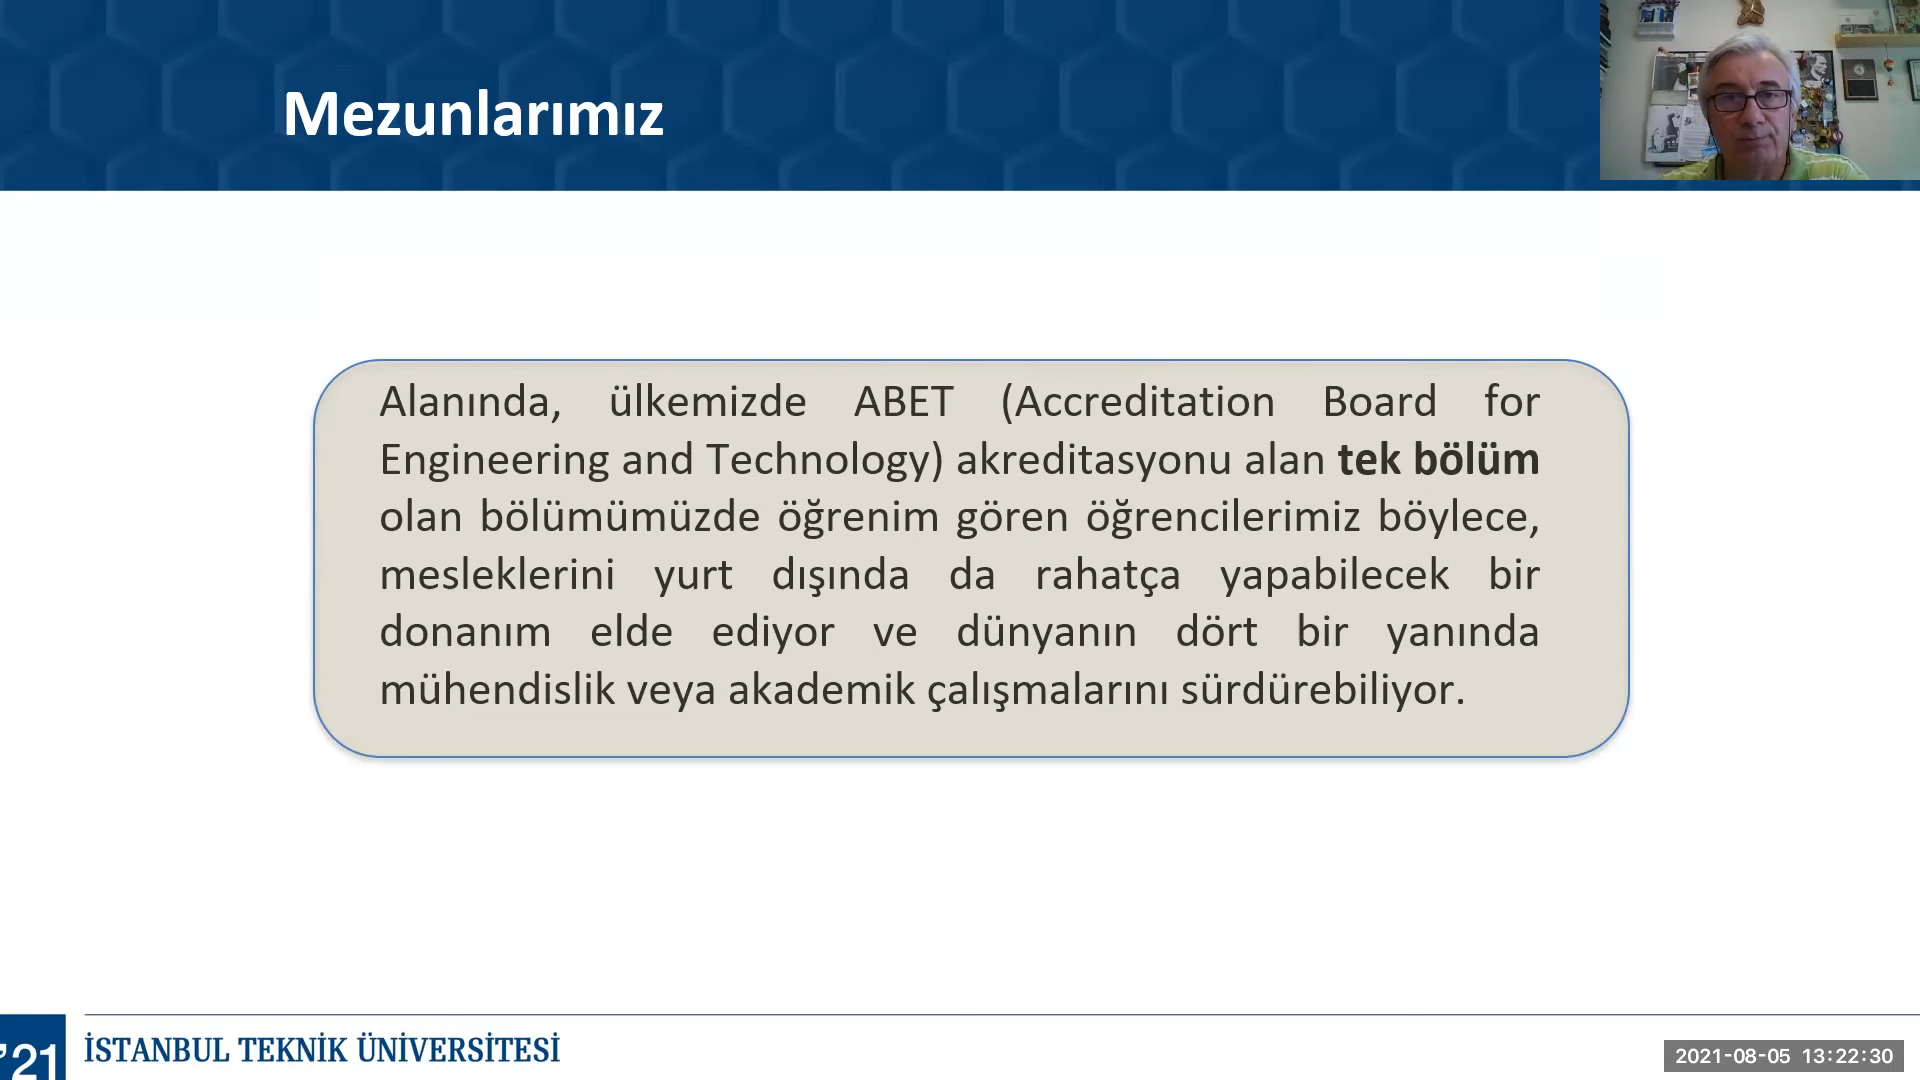 Mezunlarımız
Alanında, ülkemizde ABET (Accreditation Board for
Engineering and Technology) akreditasyonu alan tek bölüm
olan bölümümüzde öğrenim gören öğrencilerimiz böylece,
mesleklerini yurt dışında da rahatça yapabilecek bir
donanım elde ediyor ve dünyanın dört bir yanında
mühendislik veya akademik çalışmalarını sürdürebiliyor.
'21
İSTANBUL TEKNİK ÜNİVERSİTESİ
2021-08-05 13:22:30